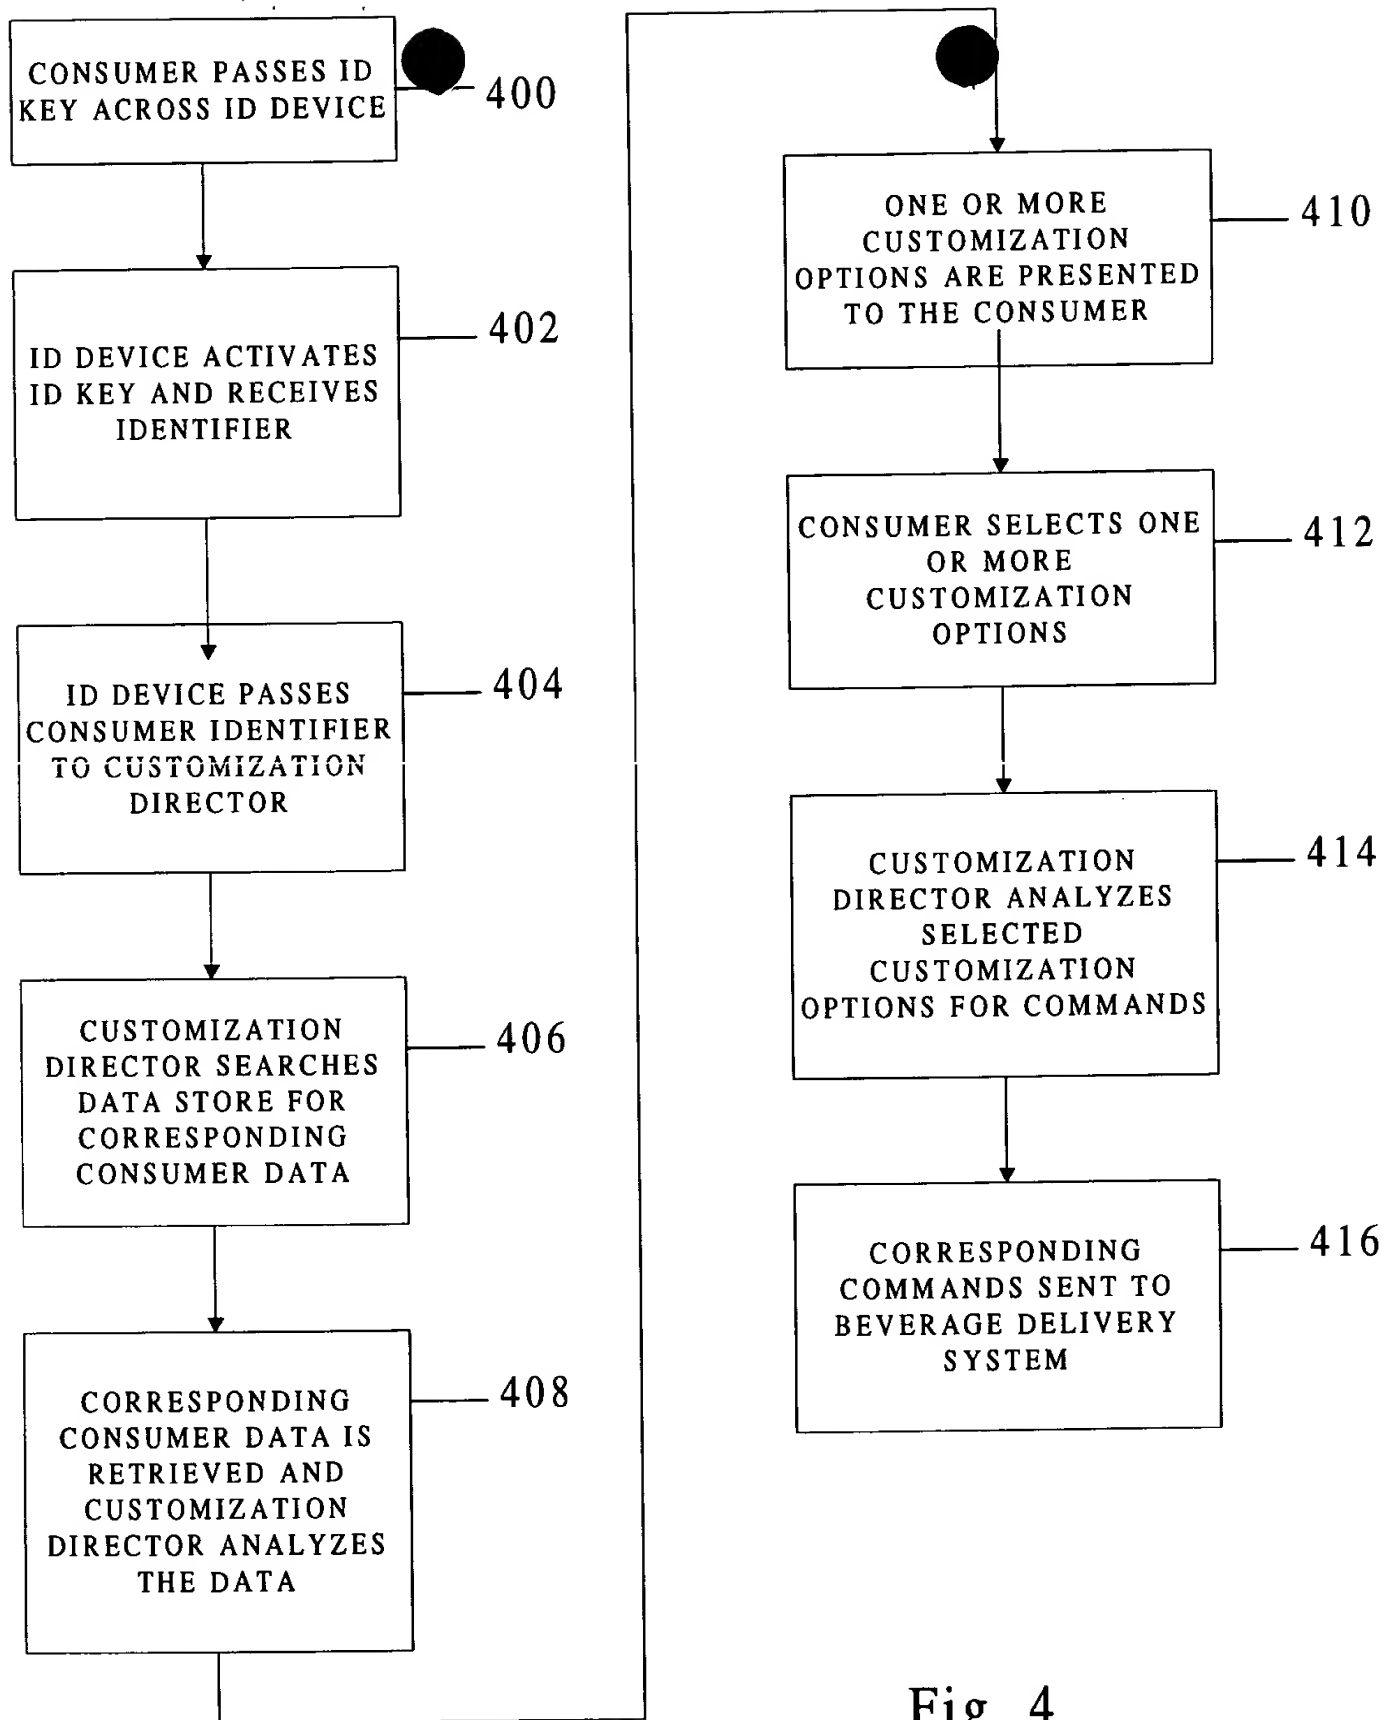 CONSUMER PASSES ID
KEY ACROSS ID DEVICE
400
ID DEVICE ACTIVATES
ID KEY AND RECEIVES
IDENTIFIER
402
ID DEVICE PASSES
CONSUMER IDENTIFIER
TO CUSTOMIZATION
DIRECTOR
404
CUSTOMIZATION
DIRECTOR SEARCHES
DATA STORE FOR
CORRESPONDING
CONSUMER DATA
406
CORRESPONDING
CONSUMER DATA IS
RETRIEVED AND
CUSTOMIZATION
DIRECTOR ANALYZES
THE DATA
408
ONE OR MORE
CUSTOMIZATION
OPTIONS ARE PRESENTED
TO THE CONSUMER
410
CONSUMER SELECTS ONE
OR MORE
CUSTOMIZATION
OPTIONS
412
CUSTOMIZATION
DIRECTOR ANALYZES
SELECTED
CUSTOMIZATION
OPTIONS FOR COMMANDS
414
CORRESPONDING
COMMANDS SENT TO
BEVERAGE DELIVERY
SYSTEM
416
Fig 4